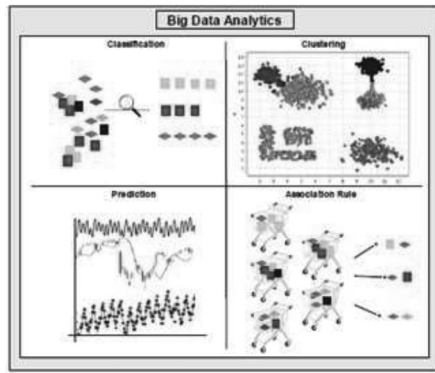 Big Data Analytics
Classification
Clustering
Prediction
Association Rule